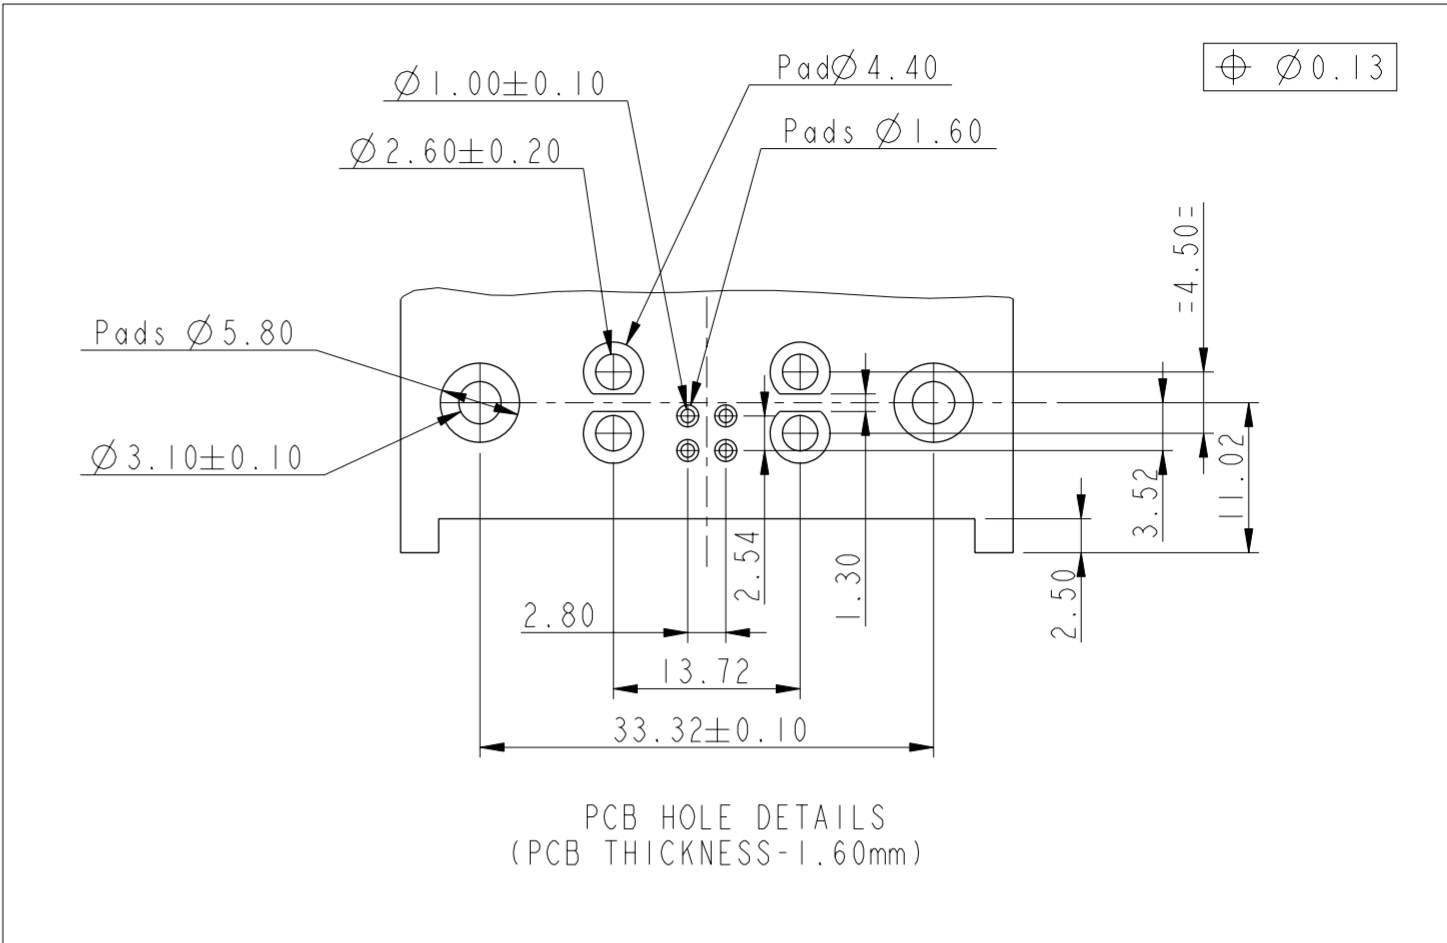 Ø1.00±0.10
PadØ4.40
⌖ Ø0.13
Ø2.60±0.20
Pads Ø1.60
=4.50=
Pads Ø5.80
Ø3.10±0.10
3.52
11.02
2.54
1.30
2.50
2.80
13.72
33.32±0.10
PCB HOLE DETAILS
(PCB THICKNESS-1.60mm)